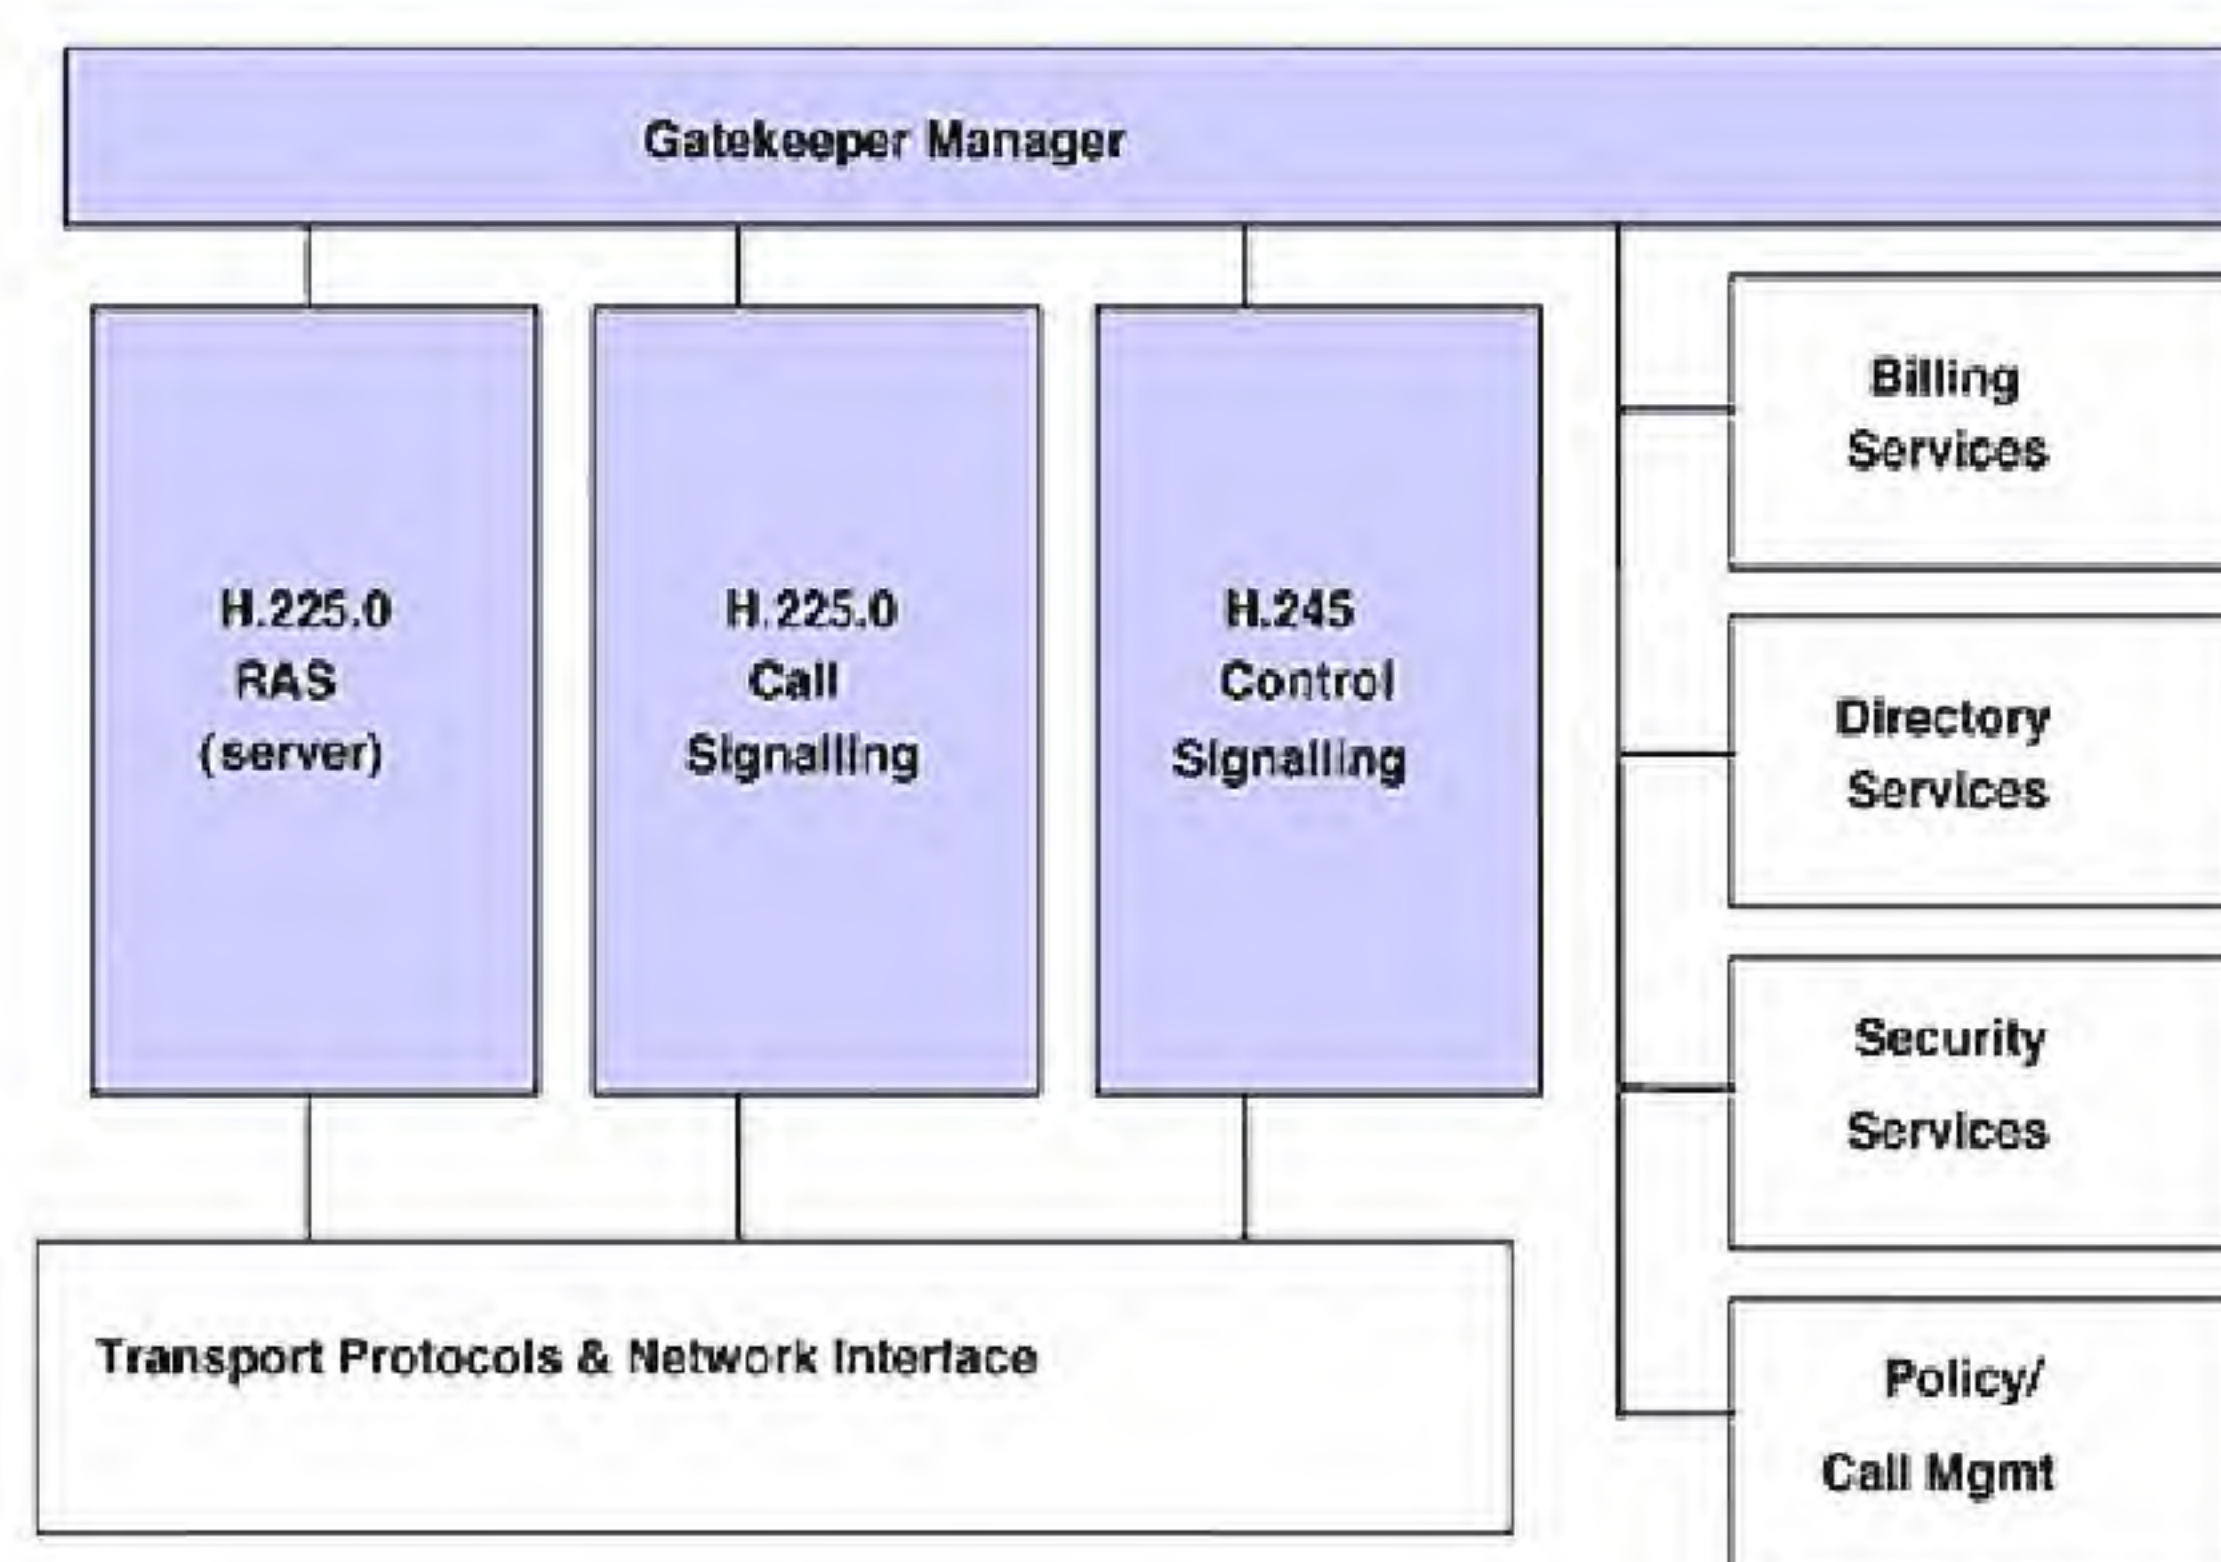 Gatekeeper Manager
H.225.0
RAS
(server)
H.225.0
Call
Signalling
H.245
Control
Signalling
Billing
Services
Directory
Services
Security
Services
Policy/
Call Mgmt
Transport Protocols & Network Interface